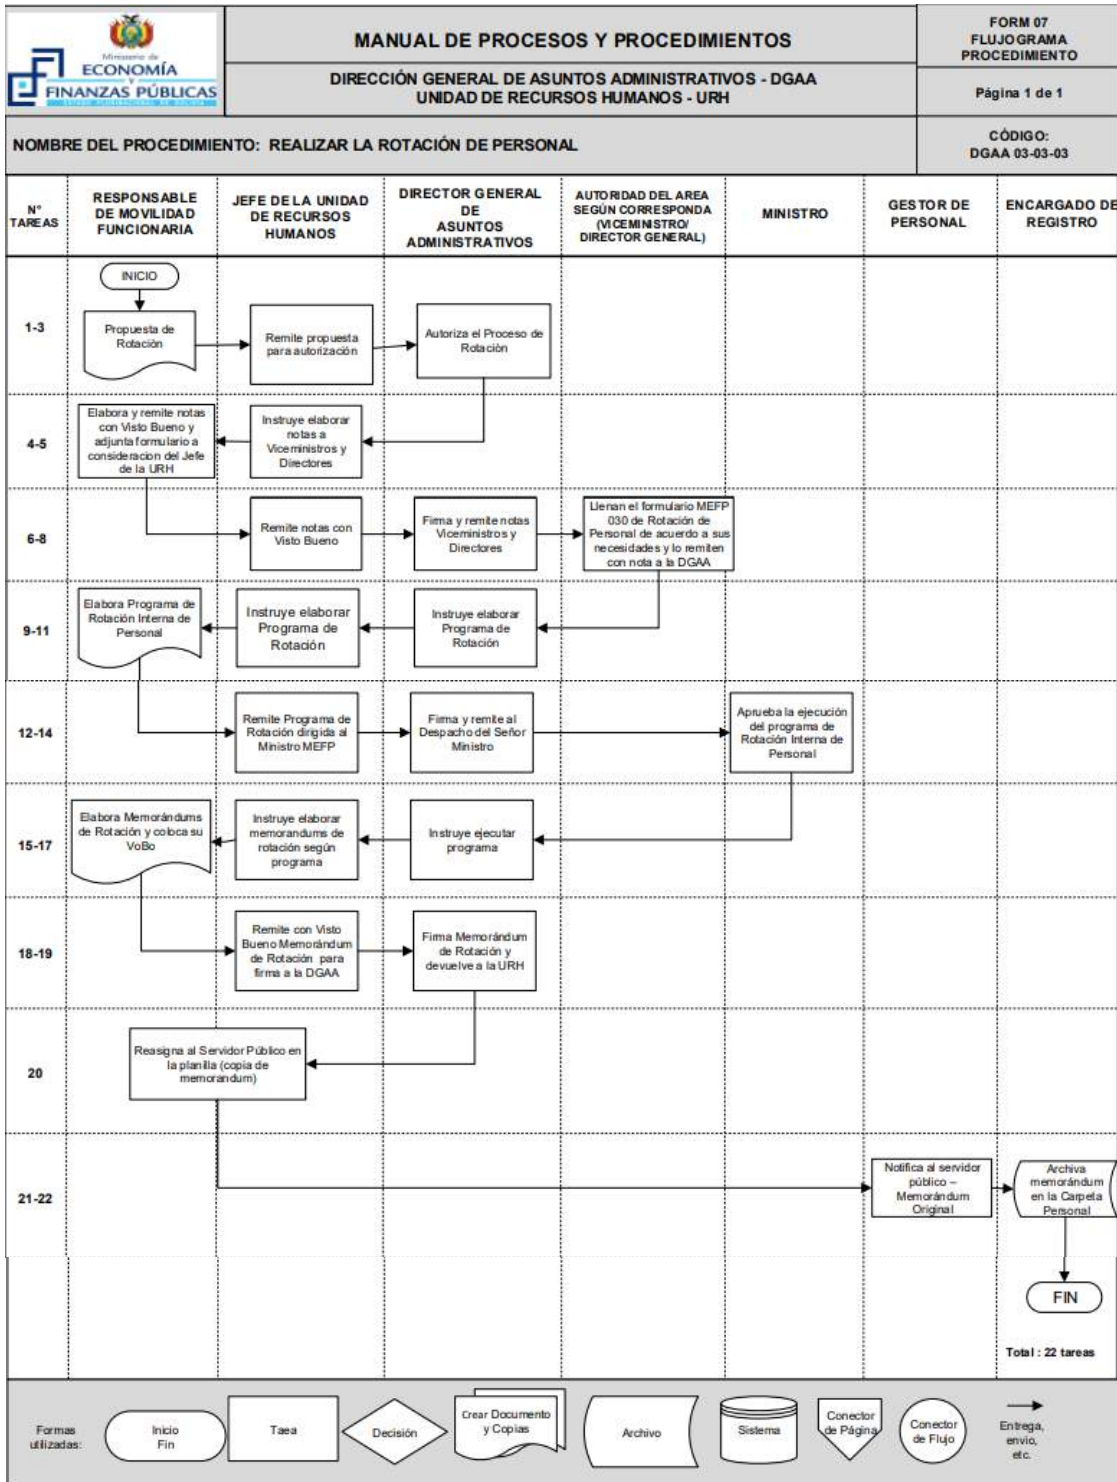 Ministerio de
ECONOMÍA
Y
FINANZAS PÚBLICAS
ESTADO PLURINACIONAL DE BOLIVIA
MANUAL DE PROCESOS Y PROCEDIMIENTOS
DIRECCIÓN GENERAL DE ASUNTOS ADMINISTRATIVOS - DGAA
UNIDAD DE RECURSOS HUMANOS - URH
FORM 07
FLUJOGRAMA
PROCEDIMIENTO
Página 1 de 1
NOMBRE DEL PROCEDIMIENTO: REALIZAR LA ROTACIÓN DE PERSONAL
CÓDIGO:
DGAA 03-03-03
N°
TAREAS
RESPONSABLE
DE MOVILIDAD
FUNCIONARIA
JEFE DE LA UNIDAD
DE RECURSOS
HUMANOS
DIRECTOR GENERAL
DE
ASUNTOS
ADMINISTRATIVOS
AUTORIDAD DEL AREA
SEGÚN CORRESPONDA
(VICEMINISTRO/
DIRECTOR GENERAL)
MINISTRO
GESTOR DE
PERSONAL
ENCARGADO DE
REGISTRO
INICIO
1-3
Propuesta de
Rotación
Remite propuesta
para autorización
Autoriza el Proceso de
Rotación
4-5
Elabora y remite notas
con Visto Bueno y
adjunta formulario a
consideracion del Jefe
de la URH
Instruye elaborar
notas a
Viceministros y
Directores
6-8
Remite notas con
Visto Bueno
Firma y remite notas
Viceministros y
Directores
Llenan el formulario MEFP
030 de Rotación de
Personal de acuerdo a sus
necesidades y lo remiten
con nota a la DGAA
9-11
Elabora Programa de
Rotación Interna de
Personal
Instruye elaborar
Programa de
Rotación
Instruye elaborar
Programa de
Rotación
12-14
Remite Programa de
Rotación dirigida al
Ministro MEFP
Firma y remite al
Despacho del Señor
Ministro
Aprueba la ejecución
del programa de
Rotación Interna de
Personal
15-17
Elabora Memorándums
de Rotación y coloca su
VoBo
Instruye elaborar
memorandums de
rotación según
programa
Instruye ejecutar
programa
18-19
Remite con Visto
Bueno Memorándum
de Rotación para
firma a la DGAA
Firma Memorándum
de Rotación y
devuelve a la URH
20
Reasigna al Servidor Público en
la planilla (copia de
memorandum)
21-22
Notifica al servidor
público –
Memorándum
Original
Archiva
memorándum
en la Carpeta
Personal
FIN
Total : 22 tareas
Formas
utilizadas:
Inicio
Fin
Taea
Decisión
Crear Documento
y Copias
Archivo
Sistema
Conector
de Página
Conector
de Flujo
Entrega,
envio,
etc.